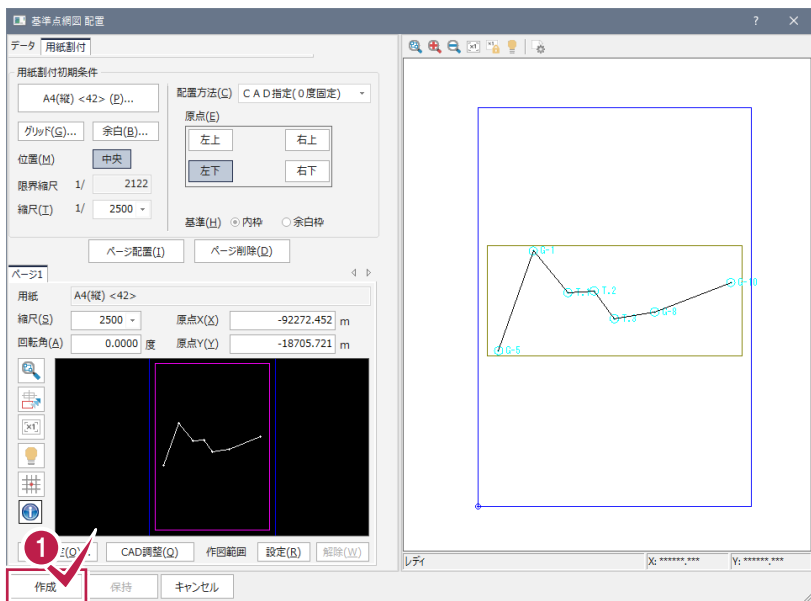 基準点網図 配置
データ 用紙割付
用紙割付初期条件
A4(縦) <42> (P)...
配置方法(C) CAD指定(0度固定)
原点(E)
グリッド(G)... 余白(B)...
左上 右上
位置(M) 中央
左下 右下
限界縮尺 1/ 2122
縮尺(T) 1/ 2500
基準(H) 内枠 余白枠
ページ配置(I) ページ削除(D)
ページ1
用紙 A4(縦) <42>
縮尺(S) 2500 原点X(X) -92272.452 m
回転角(A) 0.0000 度 原点Y(Y) -18705.721 m
CAD調整(Q) 作図範囲 設定(R) 解除(W)
1
作成 保持 キャンセル
T.2
T.3
G-5
レディ X: ******.*** Y: ******.***